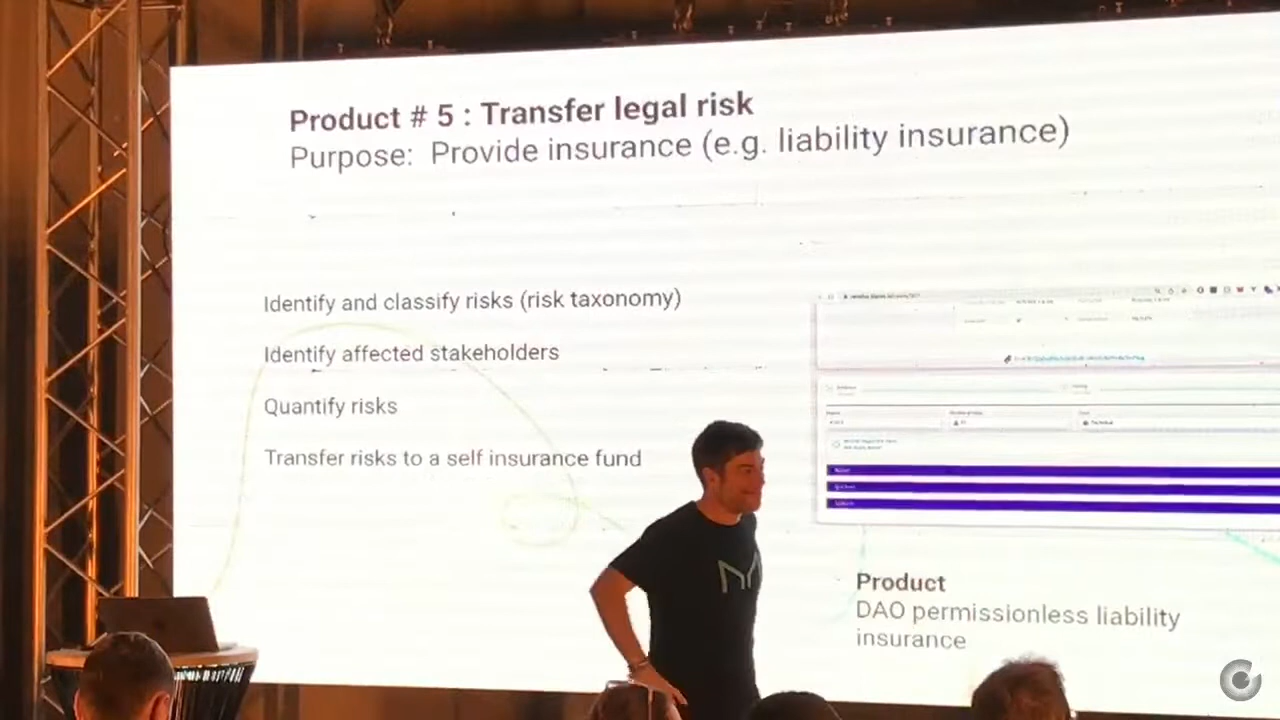 Product # 5 : Transfer legal risk
Purpose: Provide insurance (e.g. liability insurance)
Identify and classify risks (risk taxonomy)
Identify affected stakeholders
Quantify risks
Transfer risks to a self insurance fund
Product
DAO permissionless liability
insurance